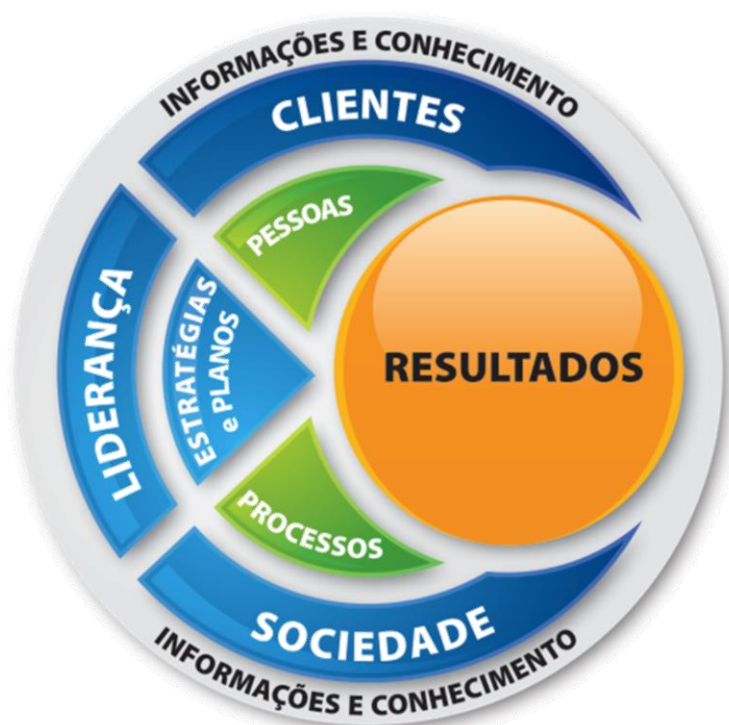 INFORMAÇÕES E CONHECIMENTO
CLIENTES
PESSOAS
LIDERANÇA
ESTRATÉGIAS
e PLANOS
RESULTADOS
PROCESSOS
SOCIEDADE
INFORMAÇÕES E CONHECIMENTO